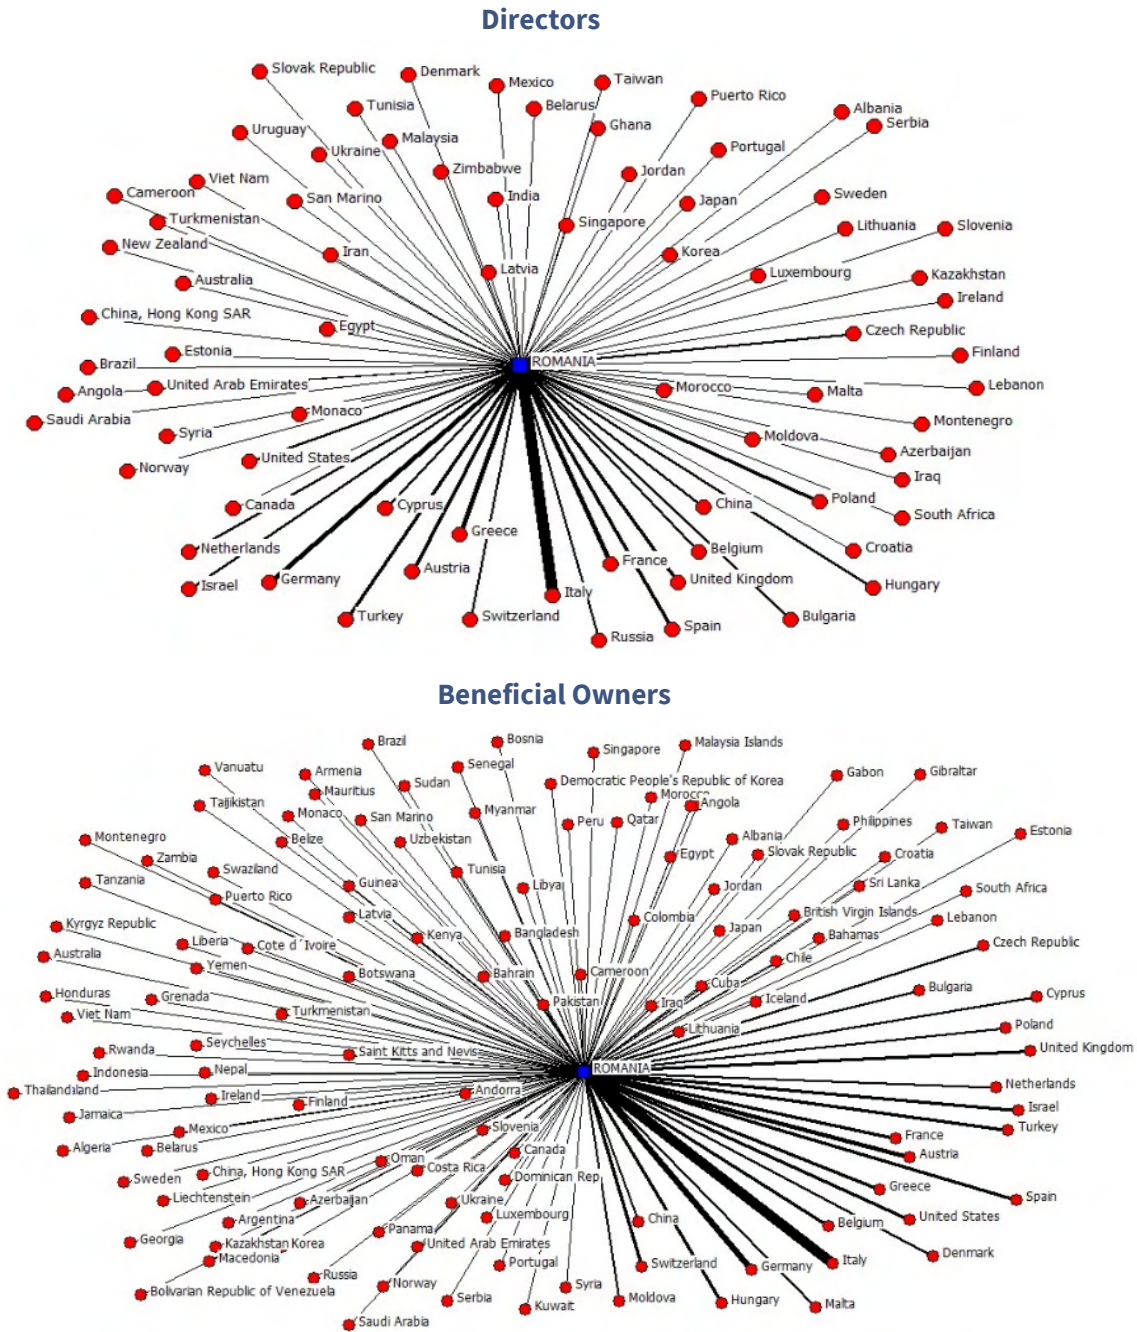 Directors
Slovak Republic
Denmark
Mexico
Taiwan
Puerto Rico
Tunisia
Belarus
Albania
Serbia
Uruguay
Malaysia
Ghana
Ukraine
Portugal
Zimbabwe
Jordan
Viet Nam
Cameroon
San Marino
India
Japan
Sweden
Turkmenistan
Singapore
Lithuania
Slovenia
New Zealand
Iran
Korea
Latvia
Luxembourg
Kazakhstan
Australia
Ireland
China, Hong Kong SAR
Egypt
Czech Republic
Estonia
Finland
Brazil
ROMANIA
Angola
United Arab Emirates
Morocco
Malta
Lebanon
Saudi Arabia
Monaco
Montenegro
Syria
Moldova
Azerbaijan
Norway
United States
Iraq
Canada
Cyprus
China
Poland
South Africa
Netherlands
Greece
Belgium
Croatia
Israel
Germany
Austria
France
United Kingdom
Hungary
Italy
Turkey
Switzerland
Spain
Bulgaria
Russia
Beneficial Owners
Brazil
Bosnia
Singapore
Malaysia Islands
Vanuatu
Armenia
Senegal
Gabon
Gibraltar
Mauritius
Sudan
Democratic People's Republic of Korea
Tajikistan
Monaco
San Marino
Myanmar
Peru
Qatar
Morocco
Angola
Philippines
Taiwan
Estonia
Montenegro
Belize
Uzbekistan
Albania
Zambia
Egypt
Slovak Republic
Croatia
Tanzania
Swaziland
Guinea
Tunisia
Libya
Jordan
Sri Lanka
South Africa
Puerto Rico
Latvia
Colombia
British Virgin Islands
Lebanon
Kyrgyz Republic
Liberia
Cote d´Ivoire
Kenya
Bangladesh
Japan
Bahamas
Czech Republic
Australia
Yemen
Botswana
Bahrain
Cameroon
Chile
Honduras
Grenada
Turkmenistan
Pakistan
Iraq
Cuba
Iceland
Bulgaria
Cyprus
Viet Nam
Lithuania
Poland
Rwanda
Seychelles
Saint Kitts and Nevis
United Kingdom
Indonesia
Nepal
ROMANIA
Thailandiland
Ireland
Finland
Andorra
Netherlands
Jamaica
Israel
Mexico
Slovenia
Turkey
Algeria
Belarus
Oman
Canada
France
Austria
Sweden
China, Hong Kong SAR
Costa Rica
Dominican Rep
Greece
Liechtenstein
Azerbaijan
Ukraine
Spain
Argentina
Luxembourg
China
Belgium
United States
Georgia
Kazakhstan
Korea
Panama
United Arab Emirates
Denmark
Macedonia
Portugal
Switzerland
Germany
Italy
Russia
Norway
Syria
Bolivarian Republic of Venezuela
Serbia
Kuwait
Moldova
Hungary
Malta
Saudi Arabia